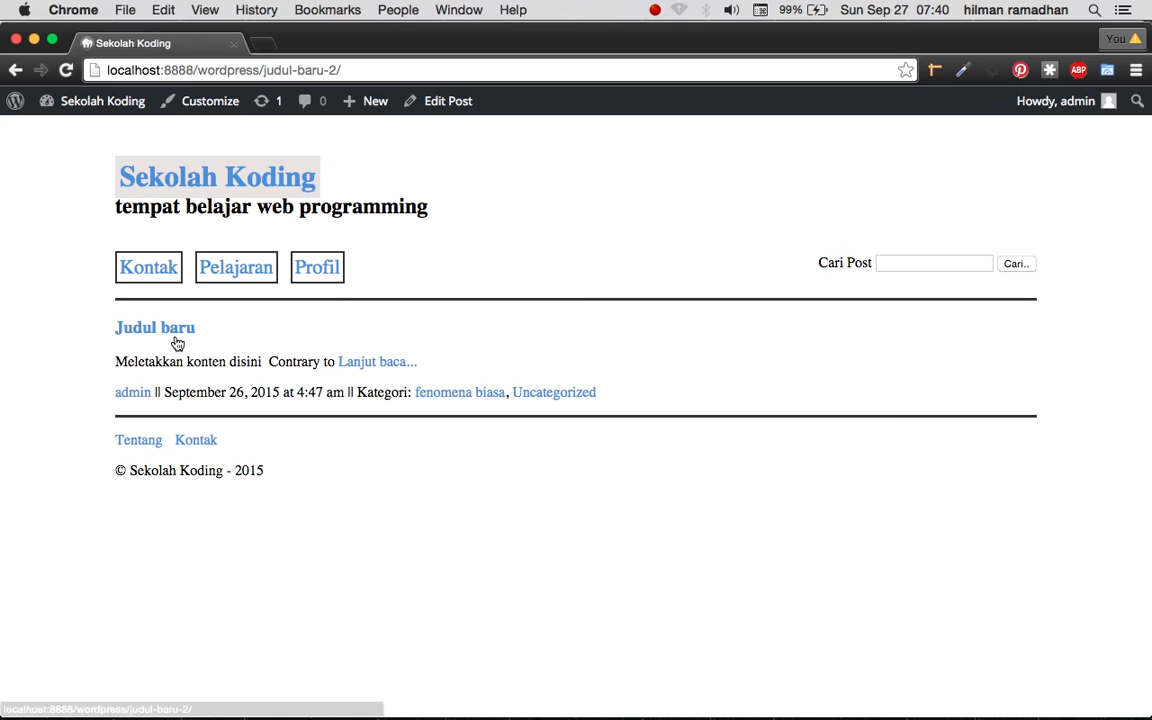 Chrome File Edit View History Bookmarks People Window Help 99% Sun Sep 27 07:40 hilman ramadhan
Sekolah Koding You
localhost:8888/wordpress/judul-baru-2/ ABP
Sekolah Koding Customize 1 0 New Edit Post Howdy, admin
Sekolah Koding
tempat belajar web programming
Kontak Pelajaran Profil Cari Post Cari..
Judul baru
Meletakkan konten disini Contrary to Lanjut baca...
admin || September 26, 2015 at 4:47 am || Kategori: fenomena biasa, Uncategorized
Tentang Kontak
© Sekolah Koding - 2015
localhost:8888/wordpress/judul-baru-2/